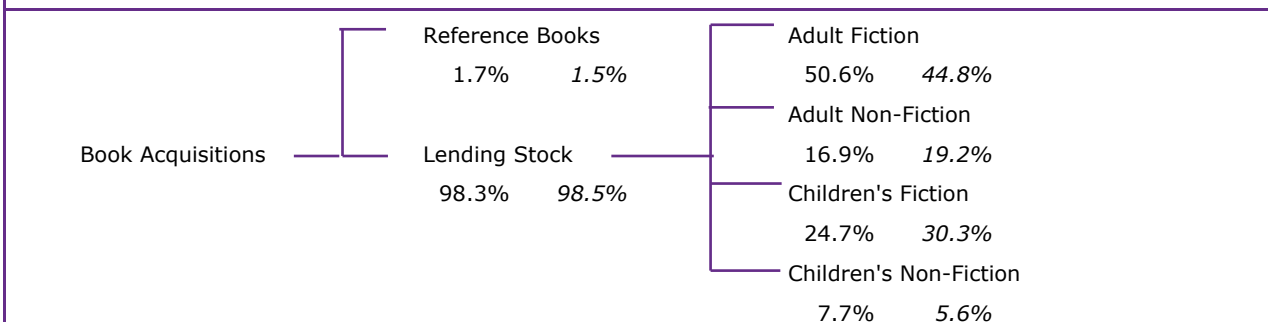 Reference Books
Adult Fiction
1.7% 1.5%
50.6% 44.8%
Adult Non-Fiction
Book Acquisitions
Lending Stock
16.9% 19.2%
98.3% 98.5%
Children's Fiction
24.7% 30.3%
Children's Non-Fiction
7.7% 5.6%